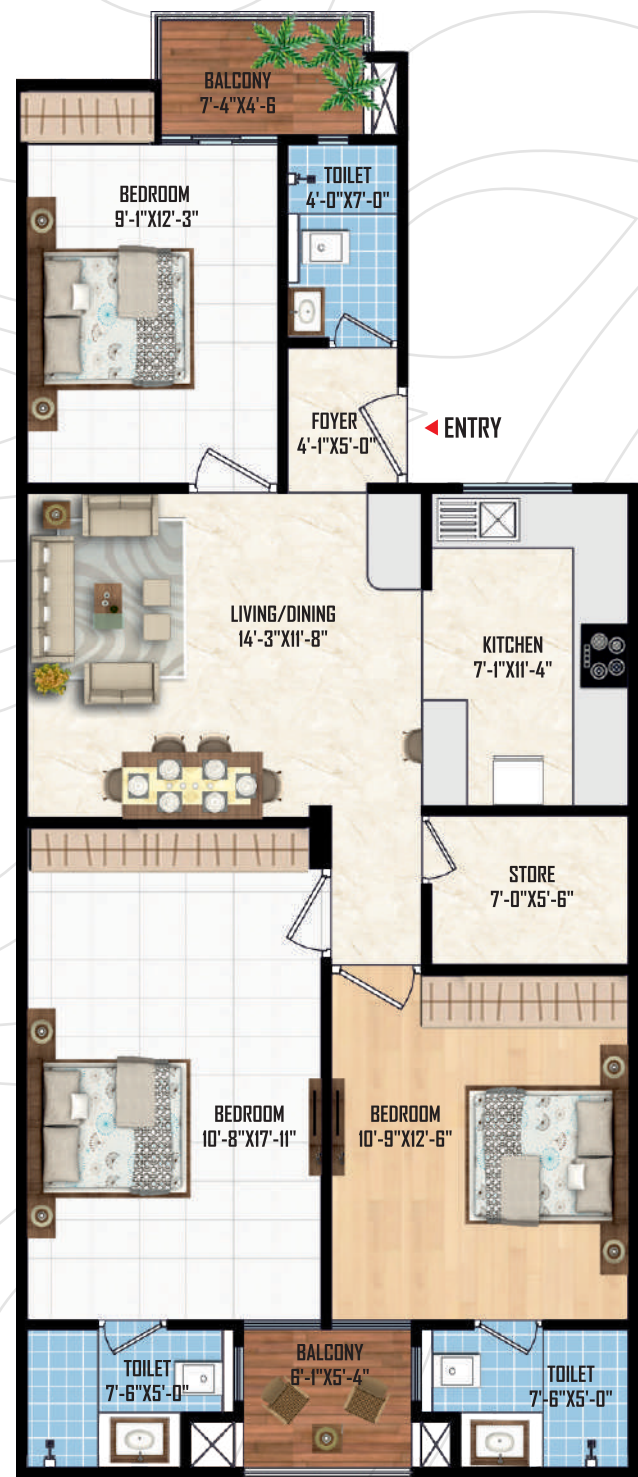 BALCONY
7'-4"X4'-6
BEDROOM
9'-1"X12'-3"
TOILET
4'-0"X7'-0"
FOYER
4'-1"X5'-0"
ENTRY
LIVING/DINING
14'-3"X11'-8"
KITCHEN
7'-1"X11'-4"
STORE
7'-0"X5'-6"
BEDROOM
10'-8"X17'-11"
BEDROOM
10'-9"X12'-6"
TOILET
7'-6"X5'-0"
BALCONY
6'-1"X5'-4"
TOILET
7'-6"X5'-0"